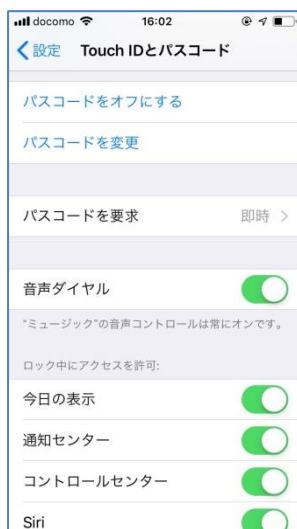 docomo 16:02
設定 Touch IDとパスコード
パスコードをオフにする
パスコードを変更
パスコードを要求 即時
音声ダイヤル
"ミュージック"の音声コントロールは常にオンです。
ロック中にアクセスを許可:
今日の表示
通知センター
コントロールセンター
Siri